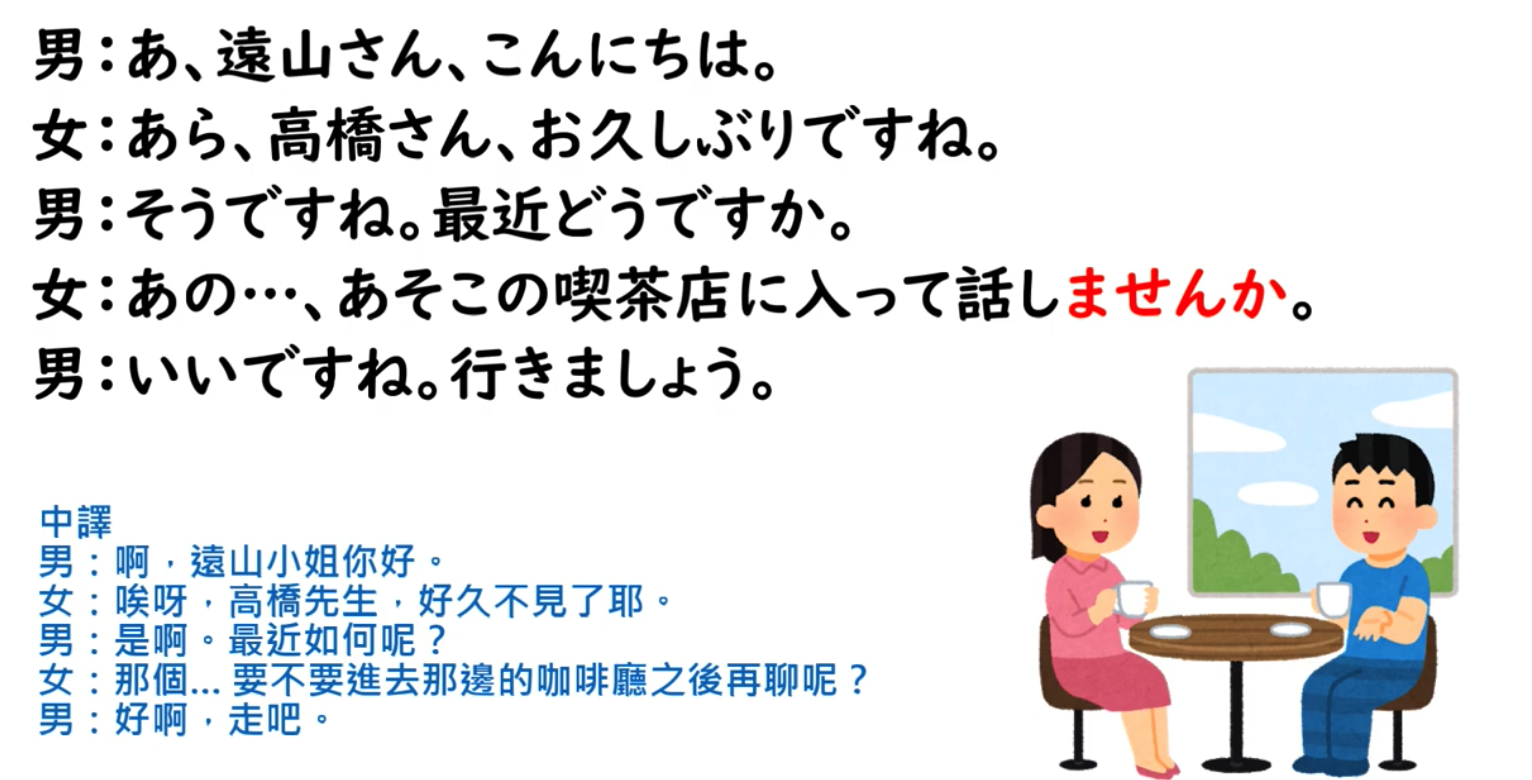 男：あ、遠山さん、こんにちは。
女：あら、高橋さん、お久しぶりですね。
男：そうですね。最近どうですか。
女：あの…、あそこの喫茶店に入って話しませんか。
男：いいですね。行きましょう。
中譯
男：啊，遠山小姐你好。
女：唉呀，高橋先生，好久不見了耶。
男：是啊。最近如何呢？
女：那個... 要不要進去那邊的咖啡廳之後再聊呢？
男：好啊，走吧。